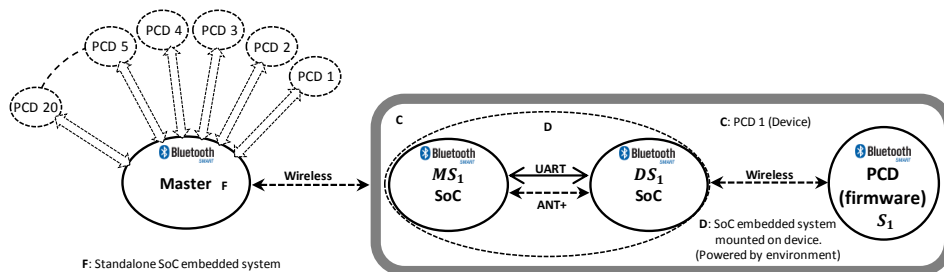 PCD 4
PCD 3
PCD 5
PCD 2
PCD 1
PCD 20
Bluetooth
SMART
Master F
Wireless
F: Standalone SoC embedded system
C
D
C: PCD 1 (Device)
Bluetooth
SMART
MS₁
SoC
UART
ANT+
Bluetooth
SMART
DS₁
SoC
Wireless
Bluetooth
SMART
PCD
(firmware)
S₁
D: SoC embedded system
mounted on device.
(Powered by environment)